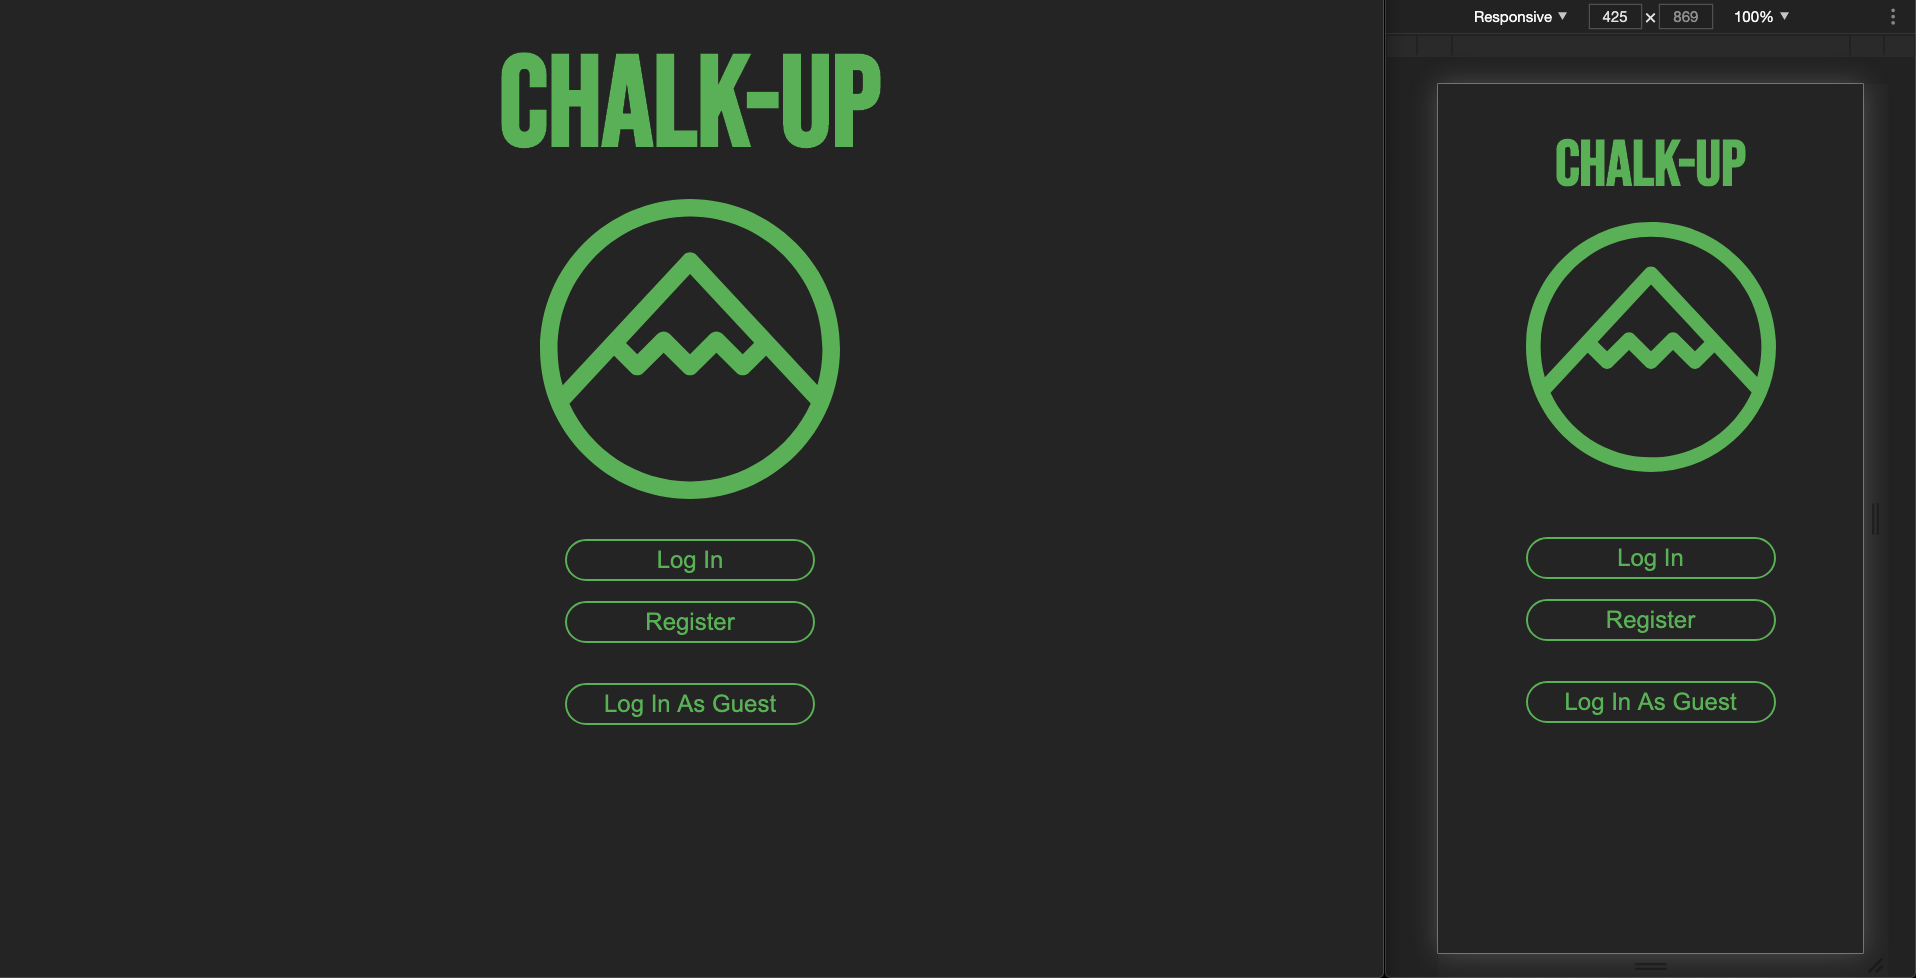 CHALK-UP
Log In
Register
Log In As Guest
Responsive 425 × 869 100%
CHALK-UP
Log In
Register
Log In As Guest